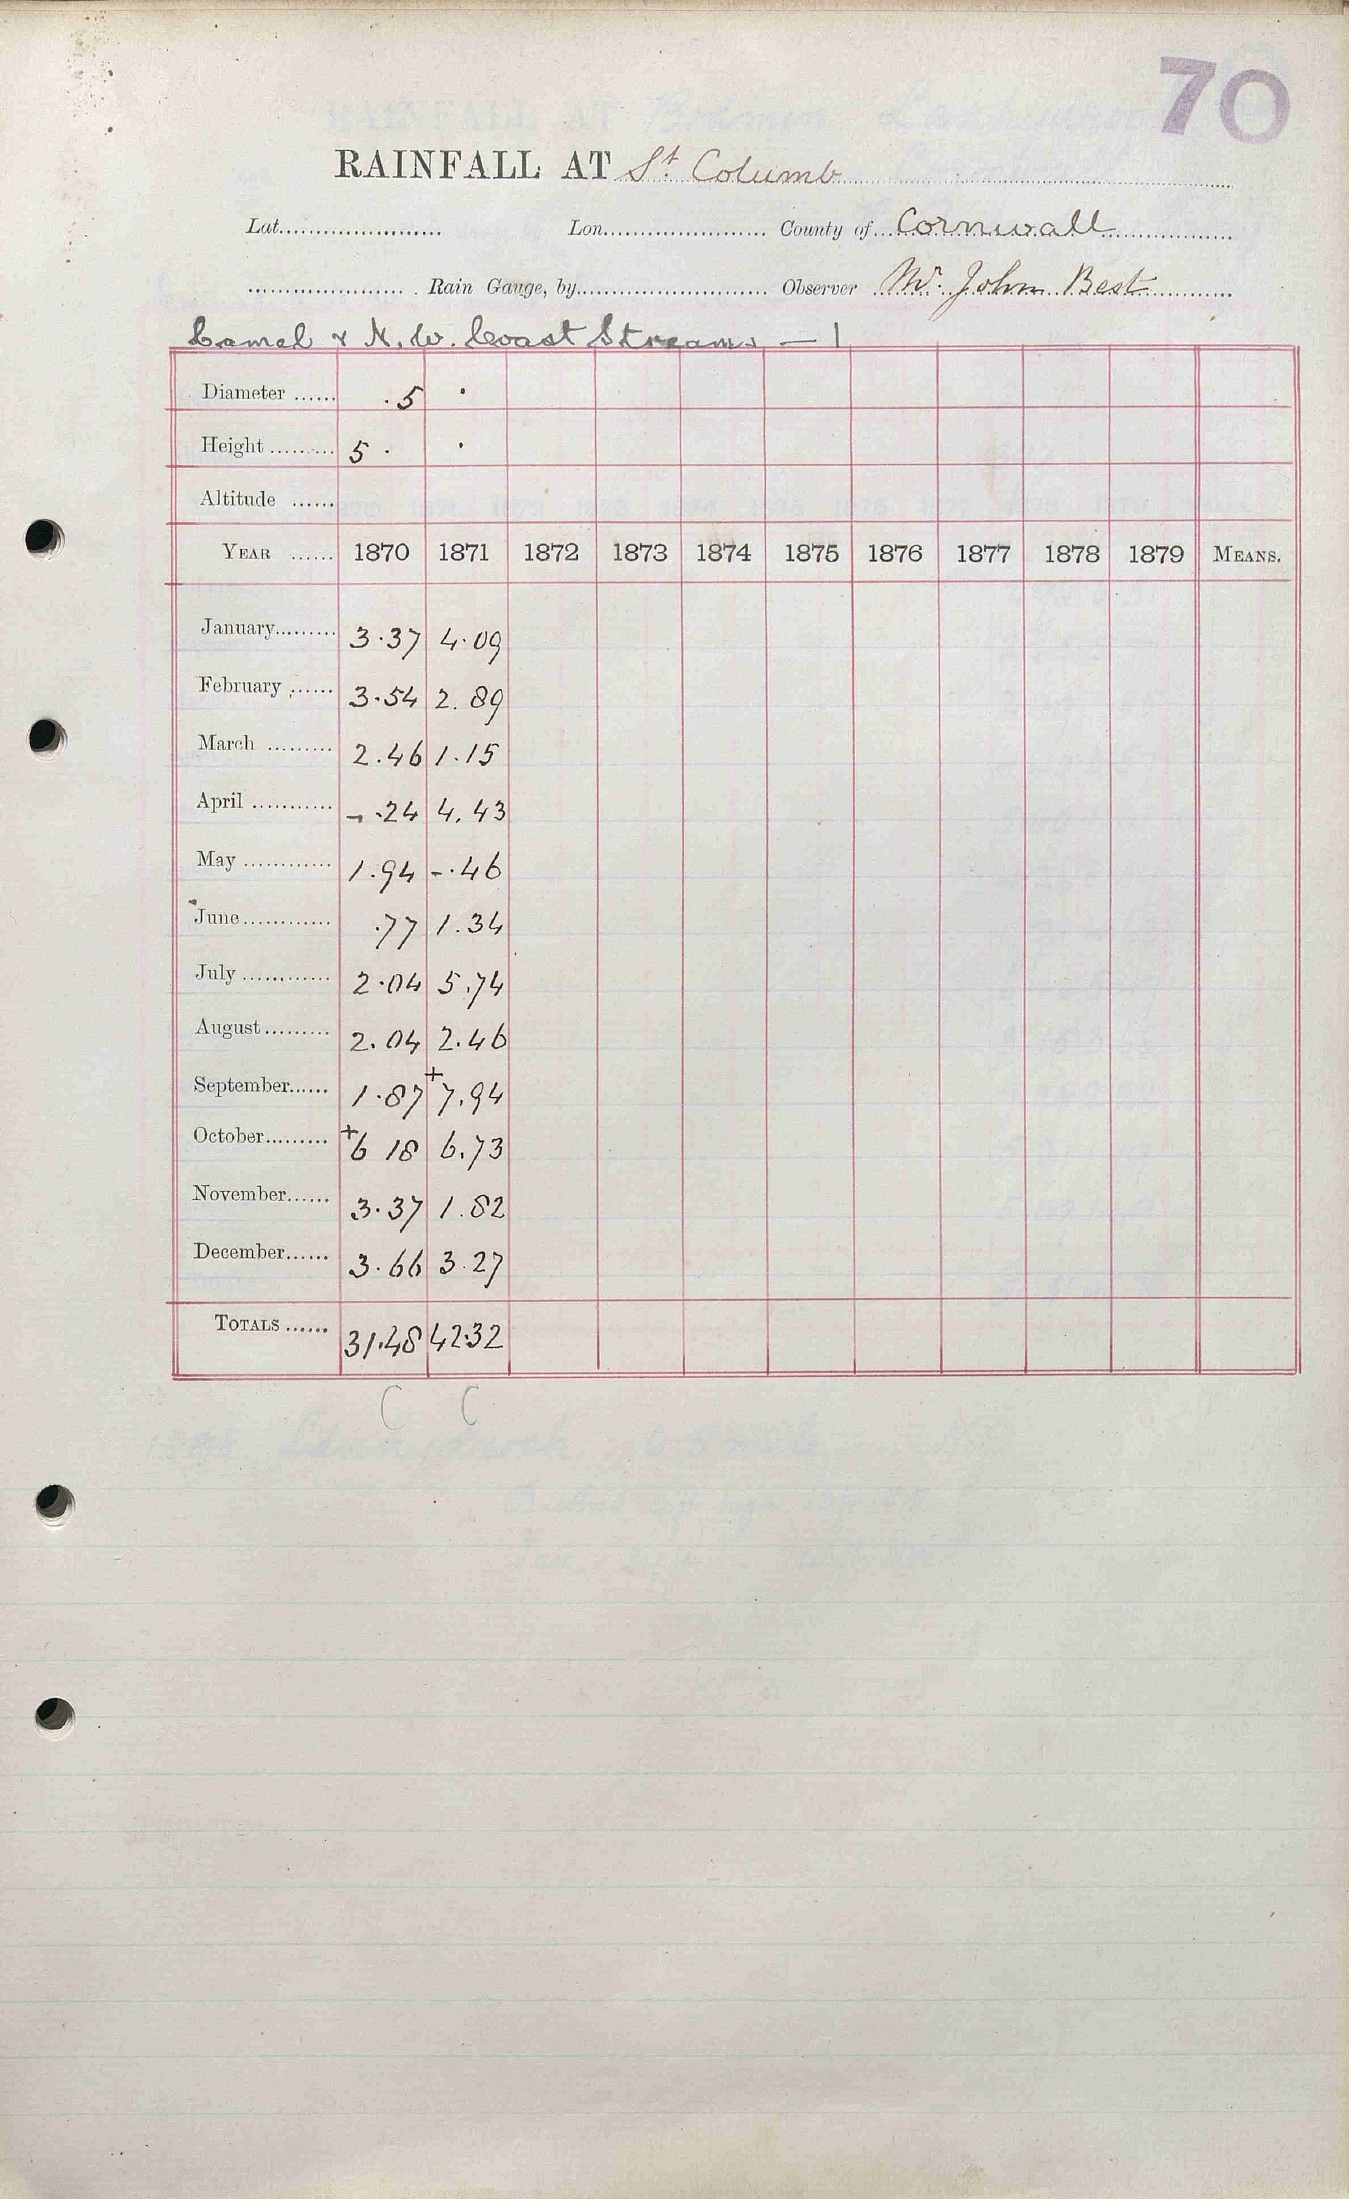 70
RAINFALL AT St Columb
Lat...................... Lon...................... County of Cornwall
...................... Rain Gauge, by...................... Observer Mr. John Best
Camel & N.W. Coast Streams — 1
Diameter ...... .5 .
Height ......... 5 . .
Altitude ......
YEAR ...... 1870 1871 1872 1873 1874 1875 1876 1877 1878 1879 MEANS.
January......... 3.37 4.09
February ...... 3.54 2.89
March ......... 2.46 1.15
April ............ - .24 4.43
May ............ 1.94 - .46
June............ .77 1.34
July ............ 2.04 5.74
August......... 2.04 2.46
September...... 1.87 +7.94
October......... +6 18 6.73
November...... 3.37 1.82
December...... 3.66 3.27
TOTALS ...... 31.48 42.32
C C